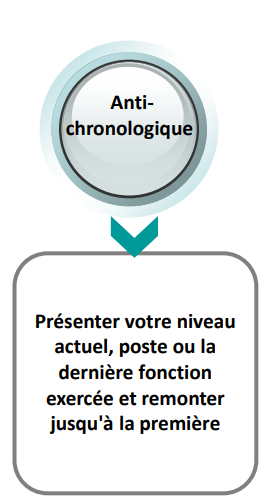 Anti-
chronologique
Présenter votre niveau
actuel, poste ou la
dernière fonction
exercée et remonter
jusqu'à la première